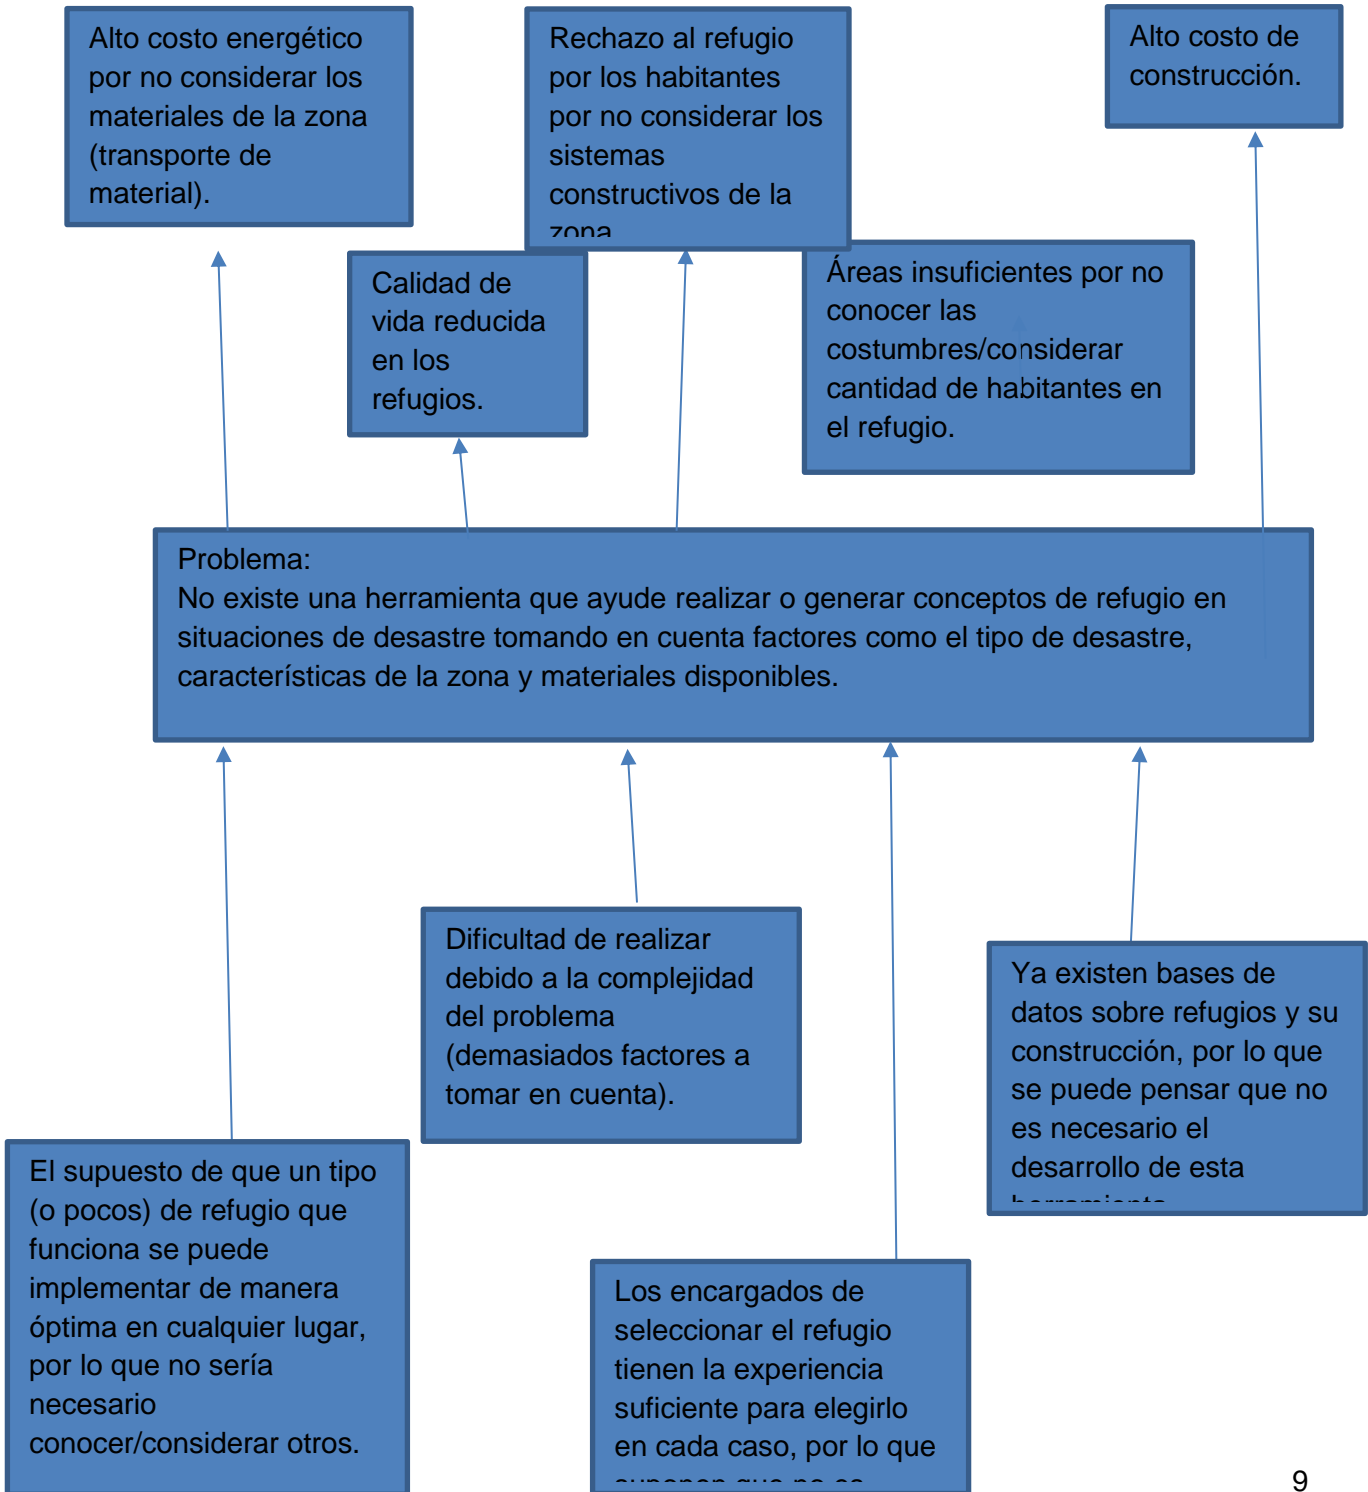 Alto costo energético
por no considerar los
materiales de la zona
(transporte de
material).
Rechazo al refugio
por los habitantes
por no considerar los
sistemas
constructivos de la
zona
Alto costo de
construcción.
Calidad de
vida reducida
en los
refugios.
Áreas insuficientes por no
conocer las
costumbres/considerar
cantidad de habitantes en
el refugio.
Problema:
No existe una herramienta que ayude realizar o generar conceptos de refugio en
situaciones de desastre tomando en cuenta factores como el tipo de desastre,
características de la zona y materiales disponibles.
Dificultad de realizar
debido a la complejidad
del problema
(demasiados factores a
tomar en cuenta).
Ya existen bases de
datos sobre refugios y su
construcción, por lo que
se puede pensar que no
es necesario el
desarrollo de esta
herramienta
El supuesto de que un tipo
(o pocos) de refugio que
funciona se puede
implementar de manera
óptima en cualquier lugar,
por lo que no sería
necesario
conocer/considerar otros.
Los encargados de
seleccionar el refugio
tienen la experiencia
suficiente para elegirlo
en cada caso, por lo que
suponen que no es
9